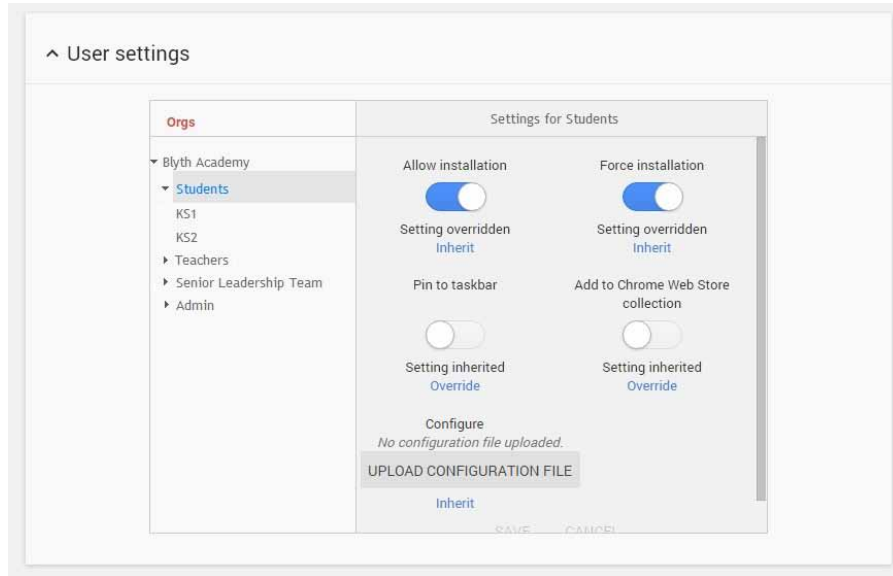 User settings
Orgs
Settings for Students
Blyth Academy
Students
KS1
KS2
Teachers
Senior Leadership Team
Admin
Allow installation
Force installation
Setting overridden
Inherit
Setting overridden
Inherit
Pin to taskbar
Add to Chrome Web Store
collection
Setting inherited
Override
Setting inherited
Override
Configure
No configuration file uploaded.
UPLOAD CONFIGURATION FILE
Inherit
SAVE
CANCEL